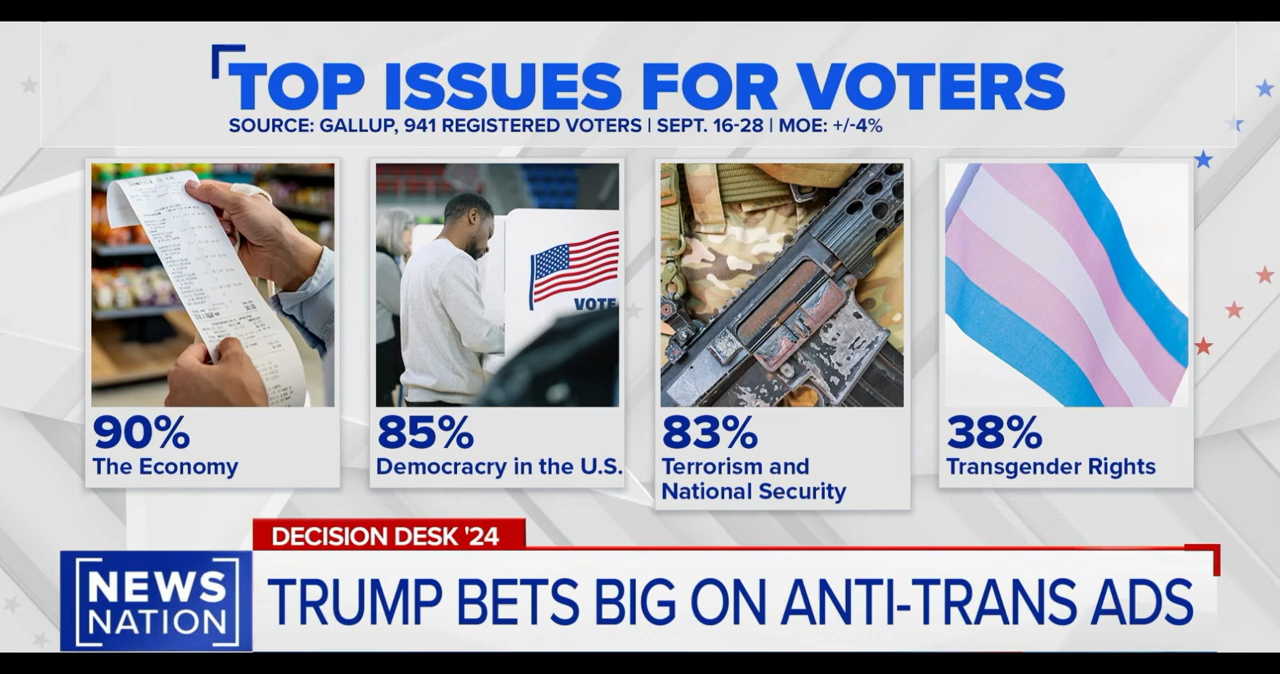 TOP ISSUES FOR VOTERS
SOURCE: GALLUP, 941 REGISTERED VOTERS | SEPT. 16-28 | MOE: +/-4%
VOTE
90%
The Economy
85%
Democracry in the U.S.
83%
Terrorism and
National Security
38%
Transgender Rights
DECISION DESK '24
NEWS
NATION
TRUMP BETS BIG ON ANTI-TRANS ADS